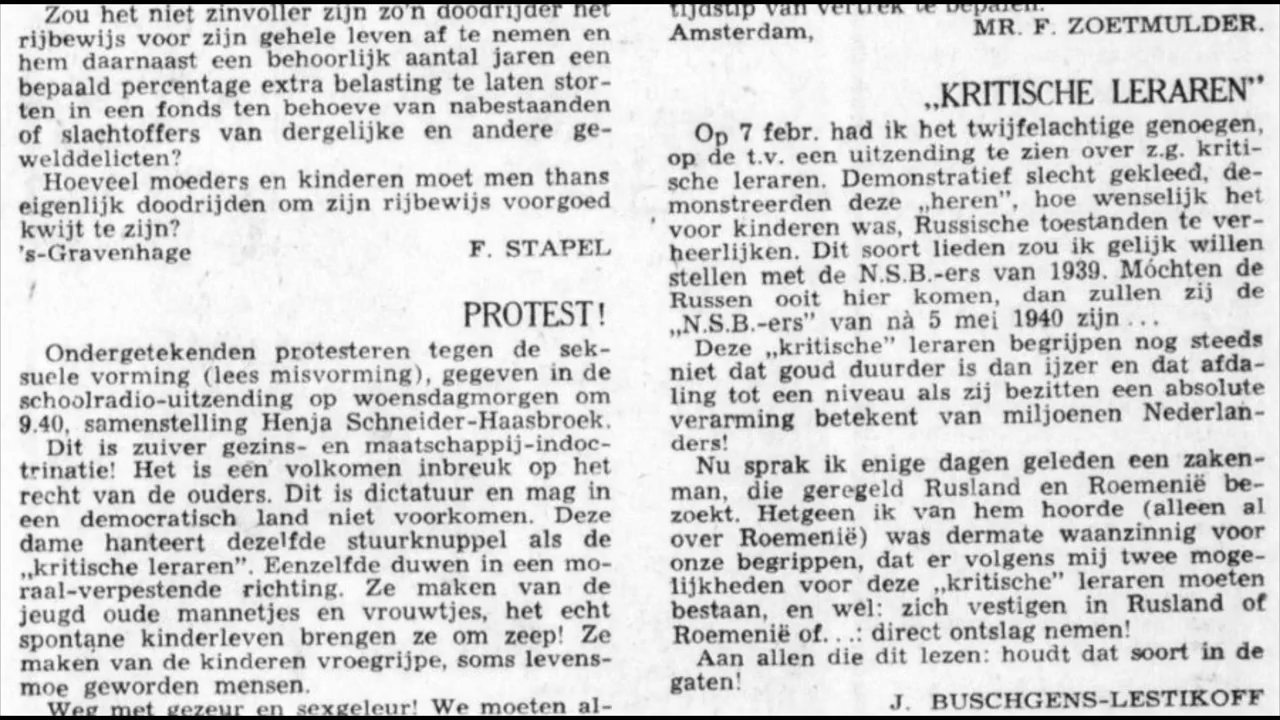 Zou het niet zinvoller zijn zo'n doodrijder het
rijbewijs voor zijn gehele leven af te nemen en
hem daarnaast een behoorlijk aantal jaren een
bepaald percentage extra belasting te laten stor-
ten in een fonds ten behoeve van nabestaanden
of slachtoffers van dergelijke en andere ge-
welddelicten?
Hoeveel moeders en kinderen moet men thans
eigenlijk doodrijden om zijn rijbewijs voorgoed
kwijt te zijn?
's-Gravenhage F. STAPEL
PROTEST!
Ondergetekenden protesteren tegen de sek-
suele vorming (lees misvorming), gegeven in de
schoolradio-uitzending op woensdagmorgen om
9.40, samenstelling Henja Schneider-Haasbroek.
Dit is zuiver gezins- en maatschappij-indoc-
trinatie! Het is een volkomen inbreuk op het
recht van de ouders. Dit is dictatuur en mag in
een democratisch land niet voorkomen. Deze
dame hanteert dezelfde stuurknuppel als de
„kritische leraren". Eenzelfde duwen in een mo-
raal-verpestende richting. Ze maken van de
jeugd oude mannetjes en vrouwtjes, het echt
spontane kinderleven brengen ze om zeep! Ze
maken van de kinderen vroegrijpe, soms levens-
moe geworden mensen.
Weg met gezeur en sexgeleur! We moeten al-
tijdstip van vertrek te bepalen.
Amsterdam, MR. F. ZOETMULDER.
„KRITISCHE LERAREN"
Op 7 febr. had ik het twijfelachtige genoegen,
op de t.v. een uitzending te zien over z.g. kriti-
sche leraren. Demonstratief slecht gekleed, de-
monstreerden deze „heren", hoe wenselijk het
voor kinderen was, Russische toestanden te ver-
heerlijken. Dit soort lieden zou ik gelijk willen
stellen met de N.S.B.-ers van 1939. Móchten de
Russen ooit hier komen, dan zullen zij de
„N.S.B.-ers" van nà 5 mei 1940 zijn ...
Deze „kritische" leraren begrijpen nog steeds
niet dat goud duurder is dan ijzer en dat afda-
ling tot een niveau als zij bezitten een absolute
verarming betekent van miljoenen Nederlan-
ders!
Nu sprak ik enige dagen geleden een zaken-
man, die geregeld Rusland en Roemenië be-
zoekt. Hetgeen ik van hem hoorde (alleen al
over Roemenië) was dermate waanzinnig voor
onze begrippen, dat er volgens mij twee moge-
lijkheden voor deze „kritische" leraren moeten
bestaan, en wel: zich vestigen in Rusland of
Roemenië of...: direct ontslag nemen!
Aan allen die dit lezen: houdt dat soort in de
gaten!
J. BUSCHGENS-LESTIKOFF